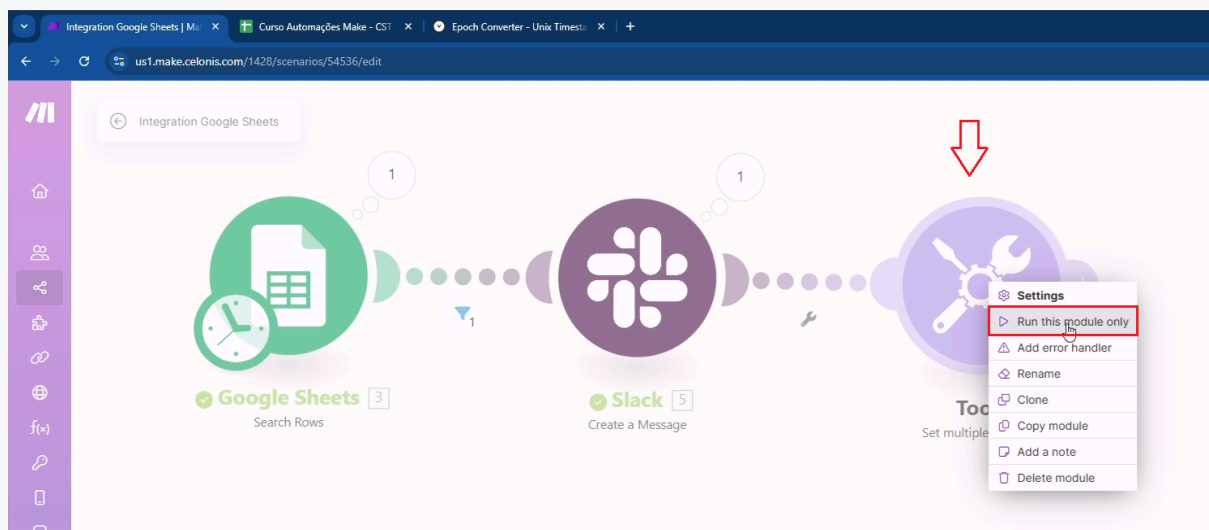 Integration Google Sheets | Ma
Curso Automações Make - CST
Epoch Converter - Unix Timesta
us1.make.celonis.com/1428/scenarios/54536/edit
Integration Google Sheets
1
1
1
Google Sheets 3
Search Rows
Slack 5
Create a Message
Too
Set multiple
Settings
Run this module only
Add error handler
Rename
Clone
Copy module
Add a note
Delete module
f(x)